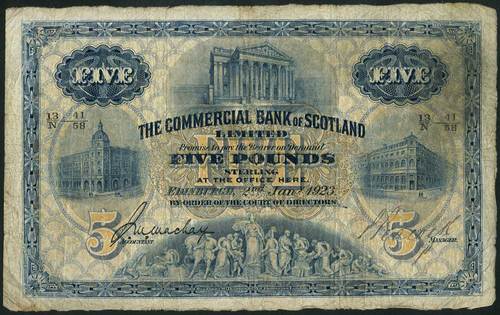 FIVE FIVE
13/N 41/58 13/N 41/58
THE COMMERCIAL BANK OF SCOTLAND
LIMITED
Promise to pay the Bearer on Demand
FIVE POUNDS
STERLING
AT THE OFFICE HERE.
EDINBURGH, 2nd Jany 1923.
BY ORDER OF THE COURT OF DIRECTORS
5 5
ACCOUNTANT MANAGER.